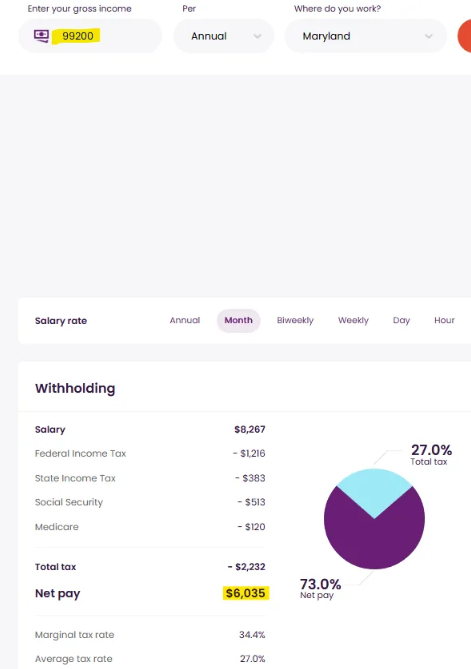 Enter your gross income Per Where do you work?
99200 Annual Maryland
Salary rate Annual Month Biweekly Weekly Day Hour
Withholding
Salary $8,267
Federal Income Tax - $1,216
State Income Tax - $383
Social Security - $513
Medicare - $120
Total tax - $2,232
Net pay $6,035
Marginal tax rate 34.4%
Average tax rate 27.0%
27.0%
Total tax
73.0%
Net pay